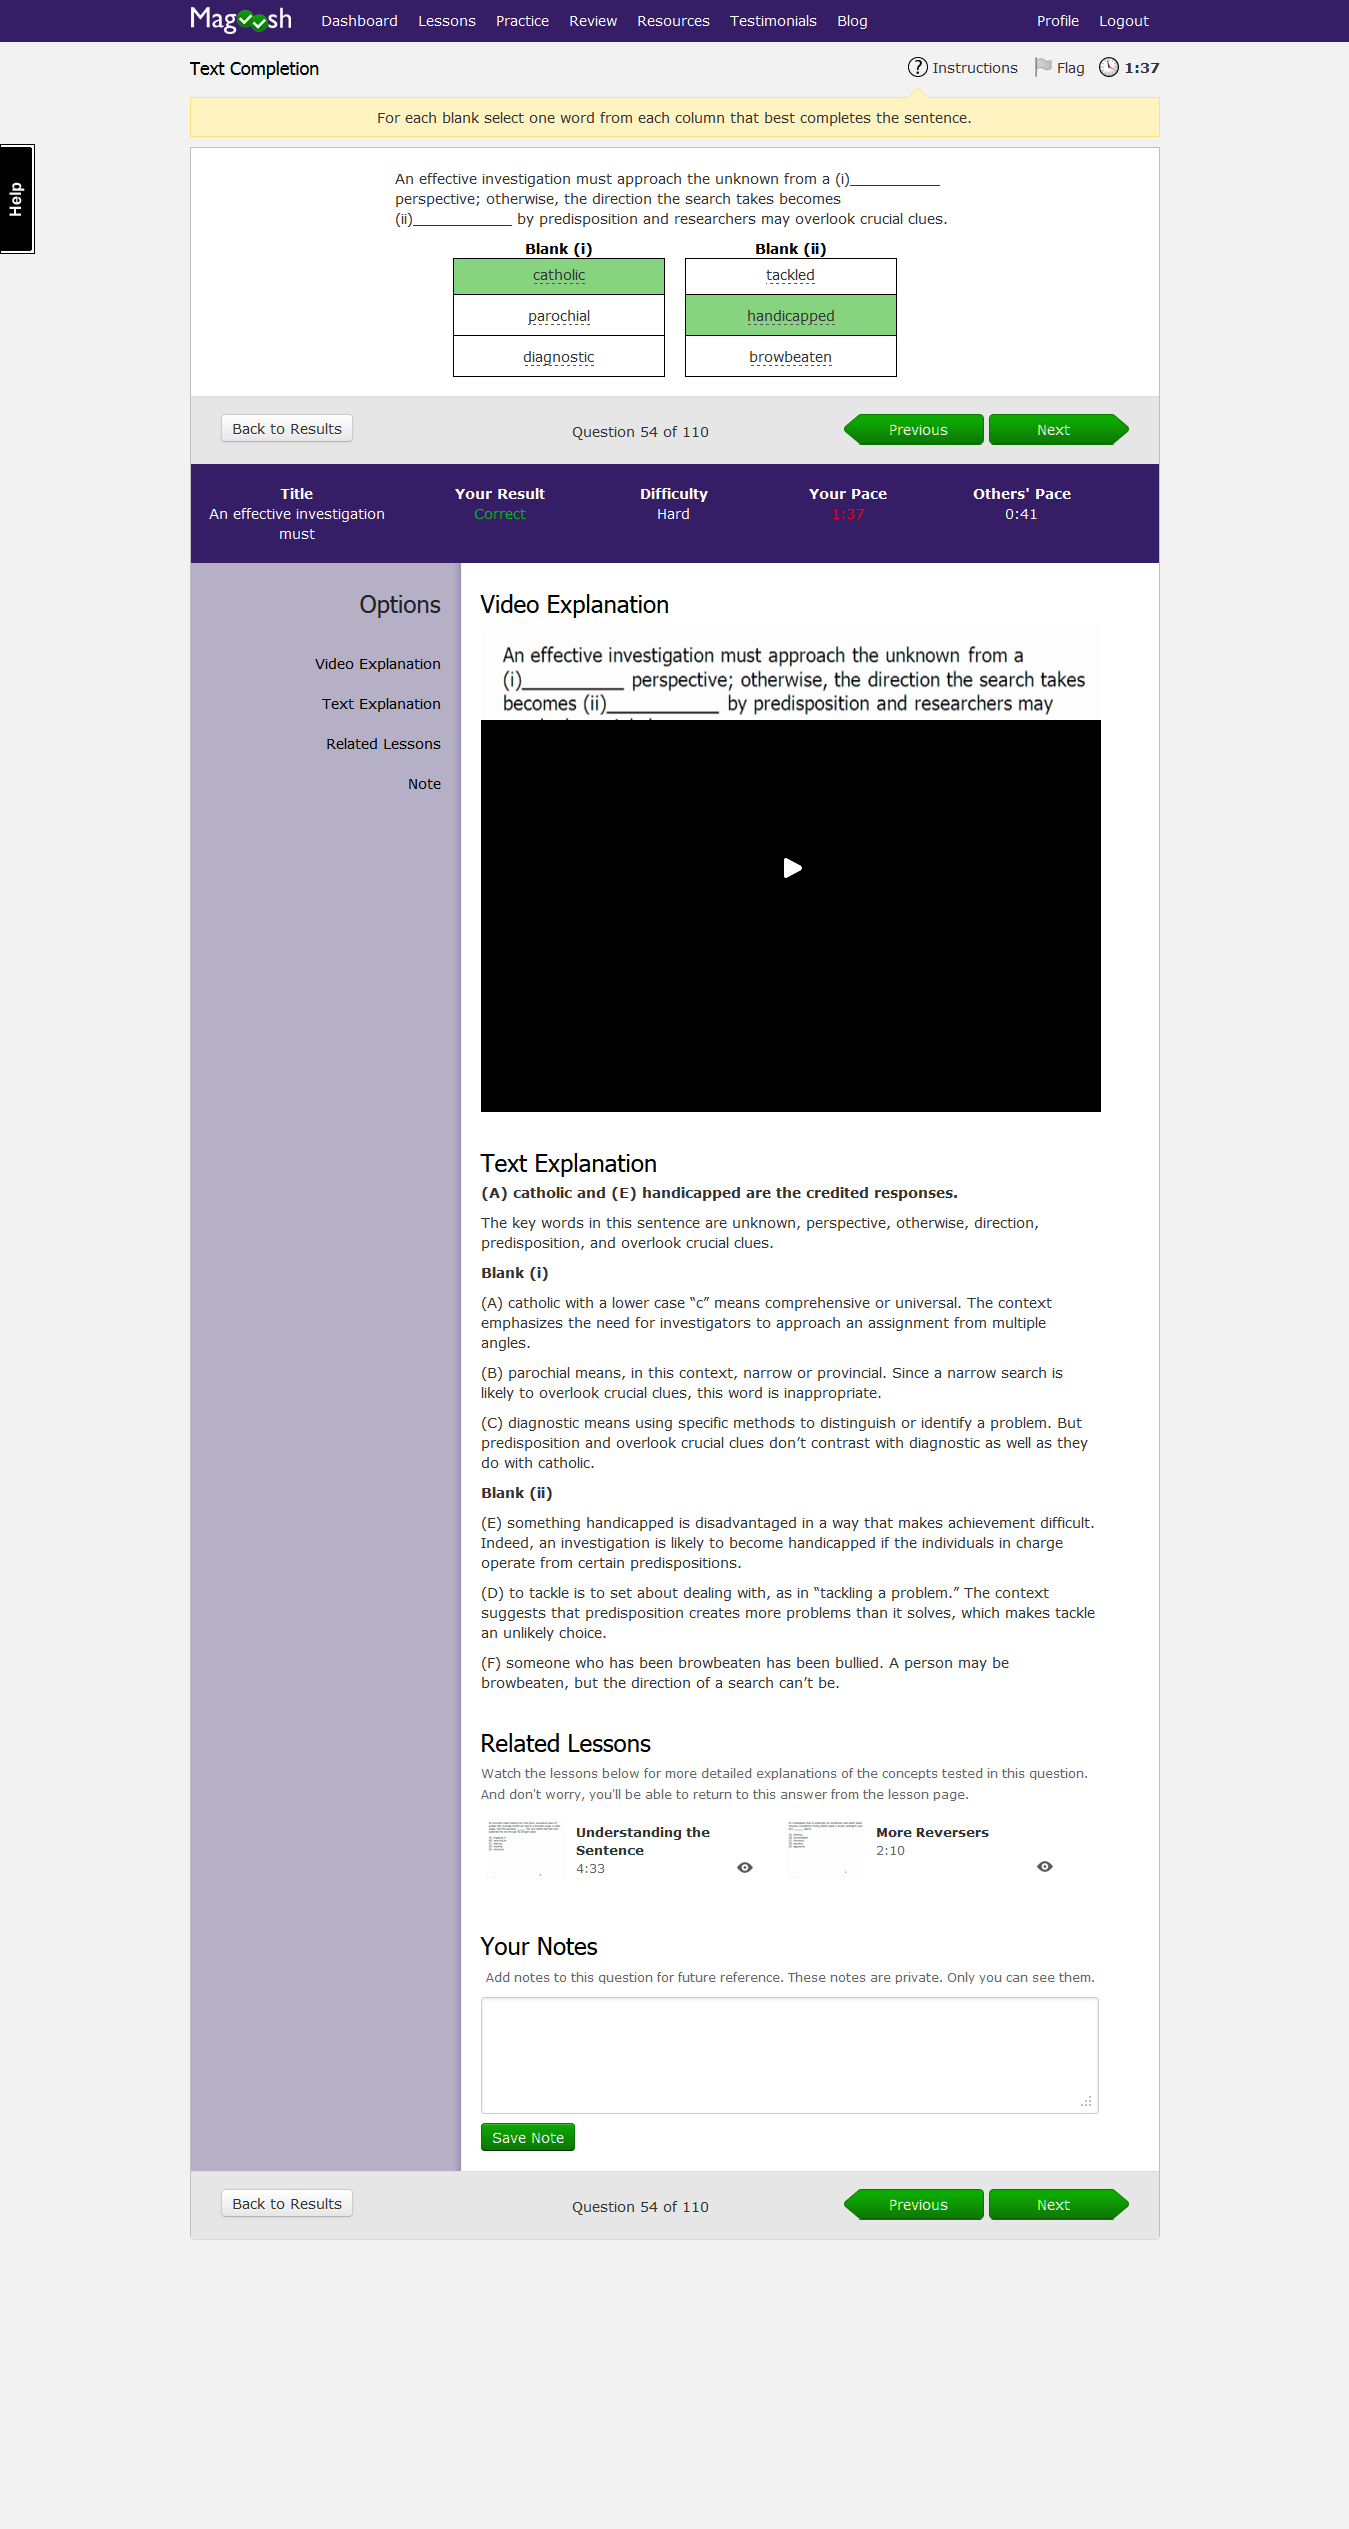 Magoosh Dashboard Lessons Practice Review Resources Testimonials Blog Profile Logout
Text Completion
? Instructions Flag 1:37
For each blank select one word from each column that best completes the sentence.
Help
An effective investigation must approach the unknown from a (i)___________
perspective; otherwise, the direction the search takes becomes
(ii)____________ by predisposition and researchers may overlook crucial clues.
Blank (i) Blank (ii)
catholic tackled
parochial handicapped
diagnostic browbeaten
Back to Results Question 54 of 110 Previous Next
Title Your Result Difficulty Your Pace Others' Pace
An effective investigation Correct Hard 1:37 0:41
must
Options
Video Explanation
Text Explanation
Related Lessons
Note
Video Explanation
An effective investigation must approach the unknown from a
(i)__________ perspective; otherwise, the direction the search takes
becomes (ii)___________ by predisposition and researchers may
Text Explanation
(A) catholic and (E) handicapped are the credited responses.
The key words in this sentence are unknown, perspective, otherwise, direction,
predisposition, and overlook crucial clues.
Blank (i)
(A) catholic with a lower case “c” means comprehensive or universal. The context
emphasizes the need for investigators to approach an assignment from multiple
angles.
(B) parochial means, in this context, narrow or provincial. Since a narrow search is
likely to overlook crucial clues, this word is inappropriate.
(C) diagnostic means using specific methods to distinguish or identify a problem. But
predisposition and overlook crucial clues don’t contrast with diagnostic as well as they
do with catholic.
Blank (ii)
(E) something handicapped is disadvantaged in a way that makes achievement difficult.
Indeed, an investigation is likely to become handicapped if the individuals in charge
operate from certain predispositions.
(D) to tackle is to set about dealing with, as in “tackling a problem.” The context
suggests that predisposition creates more problems than it solves, which makes tackle
an unlikely choice.
(F) someone who has been browbeaten has been bullied. A person may be
browbeaten, but the direction of a search can’t be.
Related Lessons
Watch the lessons below for more detailed explanations of the concepts tested in this question.
And don't worry, you'll be able to return to this answer from the lesson page.
Understanding the
Sentence
4:33
More Reversers
2:10
Your Notes
Add notes to this question for future reference. These notes are private. Only you can see them.
Save Note
Back to Results Question 54 of 110 Previous Next